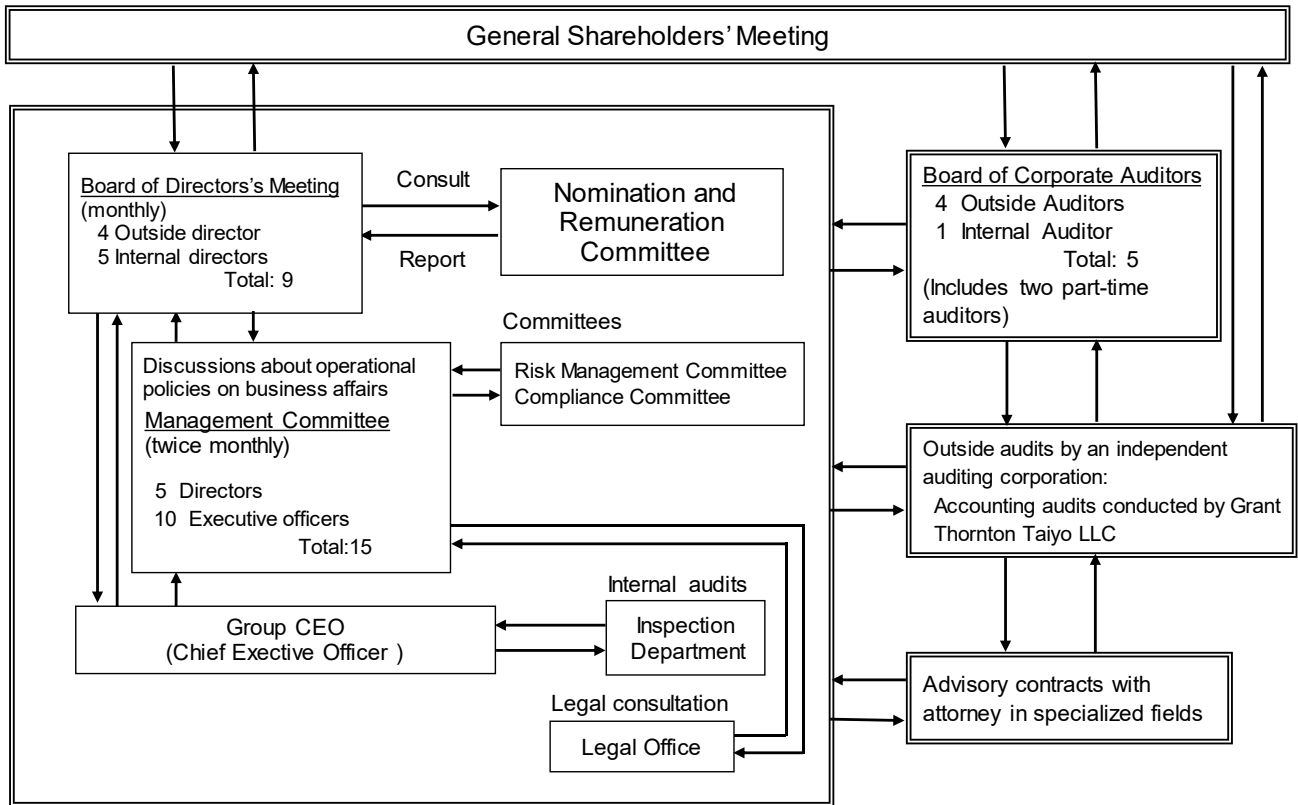 General Shareholders' Meeting
Board of Directors's Meeting
(monthly)
4 Outside director
5 Internal directors
Total: 9
Consult
Report
Nomination and
Remuneration
Committee
Board of Corporate Auditors
4 Outside Auditors
1 Internal Auditor
Total: 5
(Includes two part-time
auditors)
Discussions about operational
policies on business affairs
Management Committee
(twice monthly)
5 Directors
10 Executive officers
Total:15
Committees
Risk Management Committee
Compliance Committee
Outside audits by an independent
auditing corporation:
Accounting audits conducted by Grant
Thornton Taiyo LLC
Group CEO
(Chief Exective Officer )
Internal audits
Inspection
Department
Legal consultation
Legal Office
Advisory contracts with
attorney in specialized fields